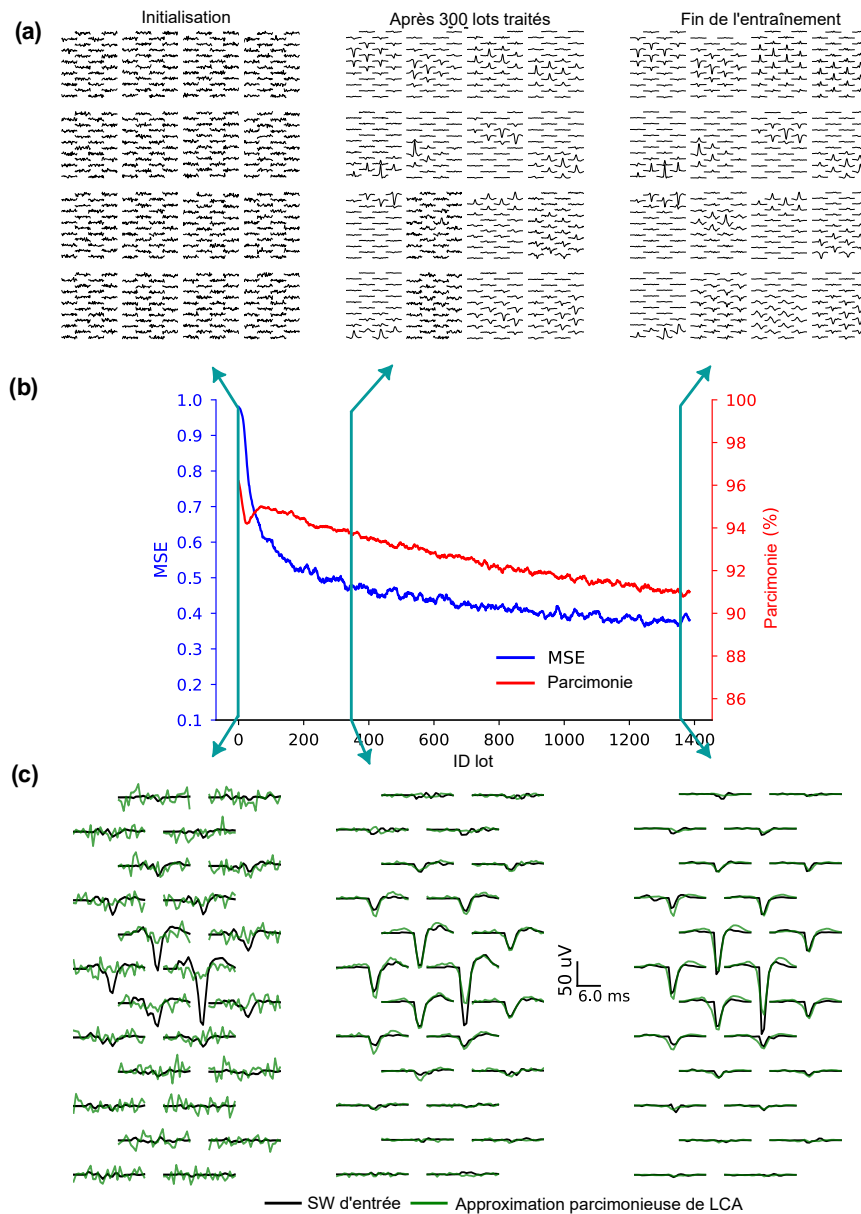 (a)
Initialisation
Après 300 lots traités
Fin de l'entraînement
(b)
1.0
0.9
0.8
0.7
0.6
0.5
0.4
0.3
0.2
0.1
MSE
100
98
96
94
92
90
88
86
Parcimonie (%)
MSE
Parcimonie
0
200
400
600
800
1000
1200
1400
ID lot
(c)
50 uV
6.0 ms
SW d'entrée
Approximation parcimonieuse de LCA